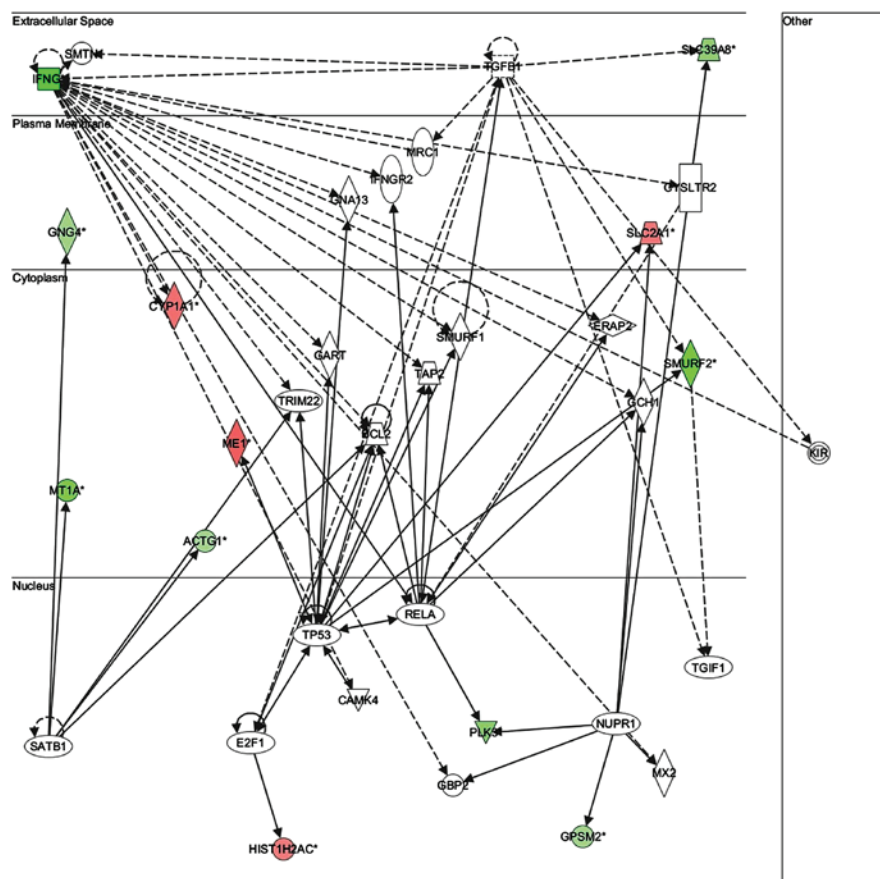 Extracellular Space
Other
SMTN
SLC39A8*
TGFB1
IFNG*
Plasma Membrane
MRC1
IFNGR2
CYSLTR2
GNA13
GNG4*
SLC2A1*
Cytoplasm
CYP1A1*
ERAP2
SMURF1
GART
SMURF2*
TAP2
TRIM22
GCH1
BCL2
ME1*
KIR
MT1A*
ACTG1*
Nucleus
RELA
TP53
TGIF1
CAMK4
NUPR1
PLK3*
SATB1
E2F1
MX2
GBP2
GPSM2*
HIST1H2AC*